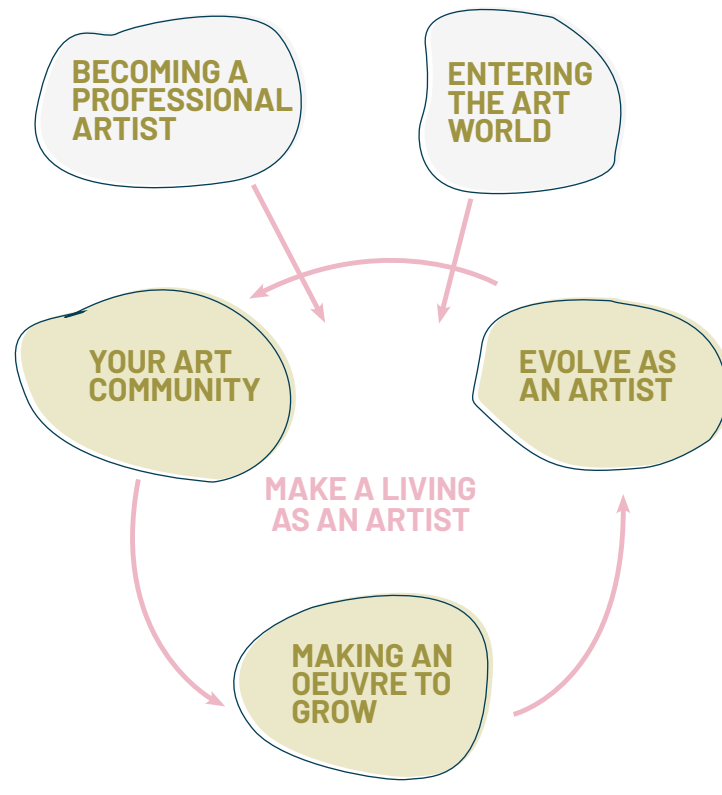 BECOMING A
PROFESSIONAL
ARTIST
ENTERING
THE ART
WORLD
YOUR ART
COMMUNITY
EVOLVE AS
AN ARTIST
MAKE A LIVING
AS AN ARTIST
MAKING AN
OEUVRE TO
GROW